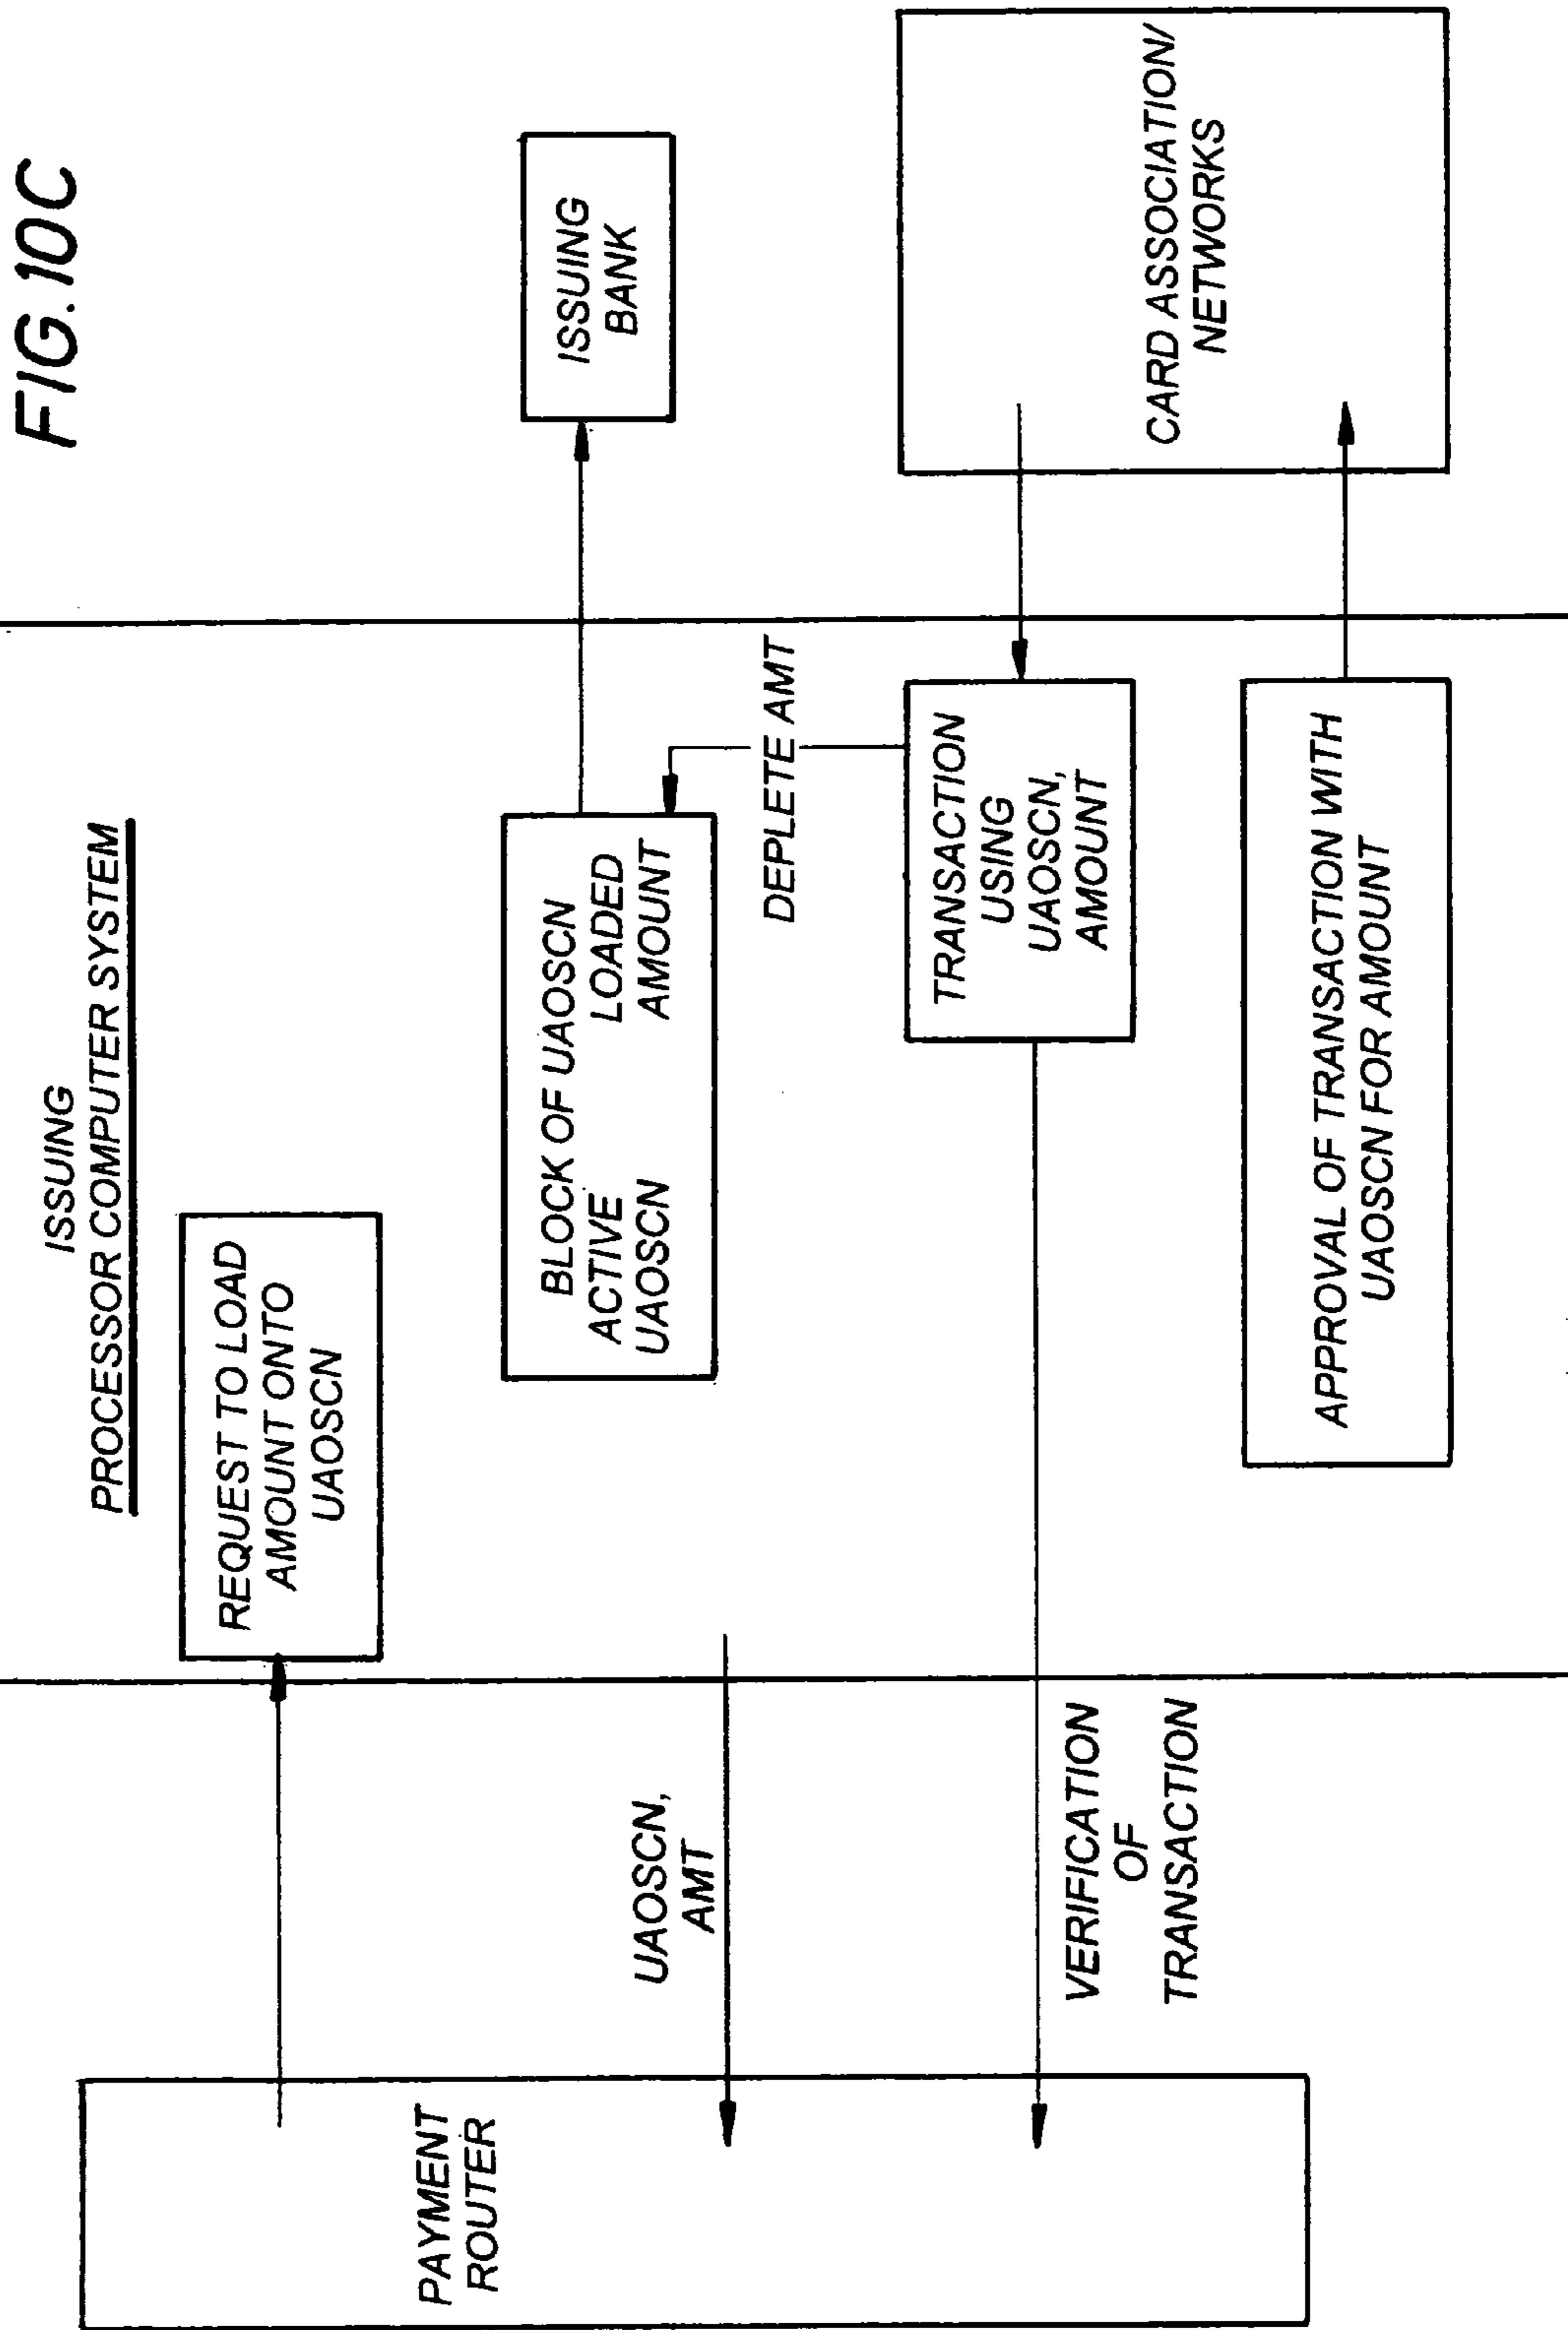 FIG. 10C
ISSUING
PROCESSOR COMPUTER SYSTEM
PAYMENT
ROUTER
REQUEST TO LOAD
AMOUNT ONTO
UAOSCN
UAOSCN,
AMT
BLOCK OF UAOSCN
ACTIVE LOADED
UAOSCN AMOUNT
ISSUING
BANK
DEPLETE AMT
VERIFICATION
OF
TRANSACTION
TRANSACTION
USING
UAOSCN,
AMOUNT
CARD ASSOCIATION/
NETWORKS
APPROVAL OF TRANSACTION WITH
UAOSCN FOR AMOUNT